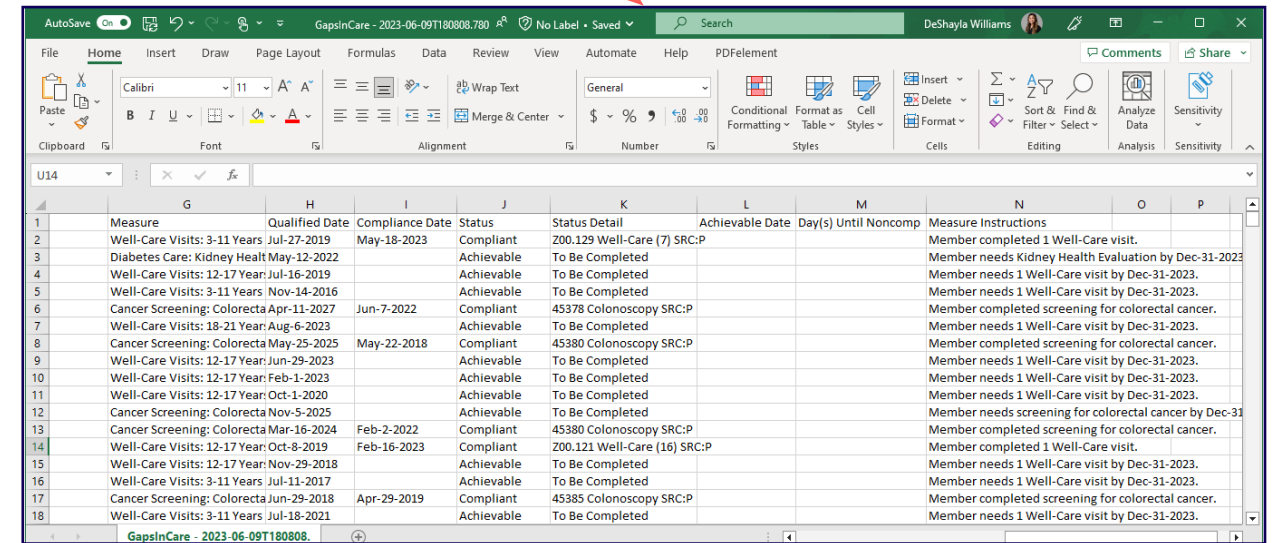 AutoSave On GapsInCare - 2023-06-09T180808.780 No Label • Saved Search DeShayla Williams
File Home Insert Draw Page Layout Formulas Data Review View Automate Help PDFelement Comments Share
Calibri 11 A A Wrap Text General Insert
Paste B I U A Merge & Center $ % Conditional Formatting Format as Table Cell Styles Delete Format Sort & Filter Find & Select Analyze Data Sensitivity
Clipboard Font Alignment Number Styles Cells Editing Analysis Sensitivity
U14 fx
G H I J K L M N O P
1 Measure Qualified Date Compliance Date Status Status Detail Achievable Date Day(s) Until Noncomp Measure Instructions
2 Well-Care Visits: 3-11 Years Jul-27-2019 May-18-2023 Compliant Z00.129 Well-Care (7) SRC:P Member completed 1 Well-Care visit.
3 Diabetes Care: Kidney Healt May-12-2022 Achievable To Be Completed Member needs Kidney Health Evaluation by Dec-31-2023
4 Well-Care Visits: 12-17 Year Jul-16-2019 Achievable To Be Completed Member needs 1 Well-Care visit by Dec-31-2023.
5 Well-Care Visits: 3-11 Years Nov-14-2016 Achievable To Be Completed Member needs 1 Well-Care visit by Dec-31-2023.
6 Cancer Screening: Colorecta Apr-11-2027 Jun-7-2022 Compliant 45378 Colonoscopy SRC:P Member completed screening for colorectal cancer.
7 Well-Care Visits: 18-21 Year Aug-6-2023 Achievable To Be Completed Member needs 1 Well-Care visit by Dec-31-2023.
8 Cancer Screening: Colorecta May-25-2025 May-22-2018 Compliant 45380 Colonoscopy SRC:P Member completed screening for colorectal cancer.
9 Well-Care Visits: 12-17 Year Jun-29-2023 Achievable To Be Completed Member needs 1 Well-Care visit by Dec-31-2023.
10 Well-Care Visits: 12-17 Year Feb-1-2023 Achievable To Be Completed Member needs 1 Well-Care visit by Dec-31-2023.
11 Well-Care Visits: 12-17 Year Oct-1-2020 Achievable To Be Completed Member needs 1 Well-Care visit by Dec-31-2023.
12 Cancer Screening: Colorecta Nov-5-2025 Achievable To Be Completed Member needs screening for colorectal cancer by Dec-31
13 Cancer Screening: Colorecta Mar-16-2024 Feb-2-2022 Compliant 45380 Colonoscopy SRC:P Member completed screening for colorectal cancer.
14 Well-Care Visits: 12-17 Year Oct-8-2019 Feb-16-2023 Compliant Z00.121 Well-Care (16) SRC:P Member completed 1 Well-Care visit.
15 Well-Care Visits: 12-17 Year Nov-29-2018 Achievable To Be Completed Member needs 1 Well-Care visit by Dec-31-2023.
16 Well-Care Visits: 3-11 Years Jul-11-2017 Achievable To Be Completed Member needs 1 Well-Care visit by Dec-31-2023.
17 Cancer Screening: Colorecta Jun-29-2018 Apr-29-2019 Compliant 45385 Colonoscopy SRC:P Member completed screening for colorectal cancer.
18 Well-Care Visits: 3-11 Years Jul-18-2021 Achievable To Be Completed Member needs 1 Well-Care visit by Dec-31-2023.
GapsInCare - 2023-06-09T180808.